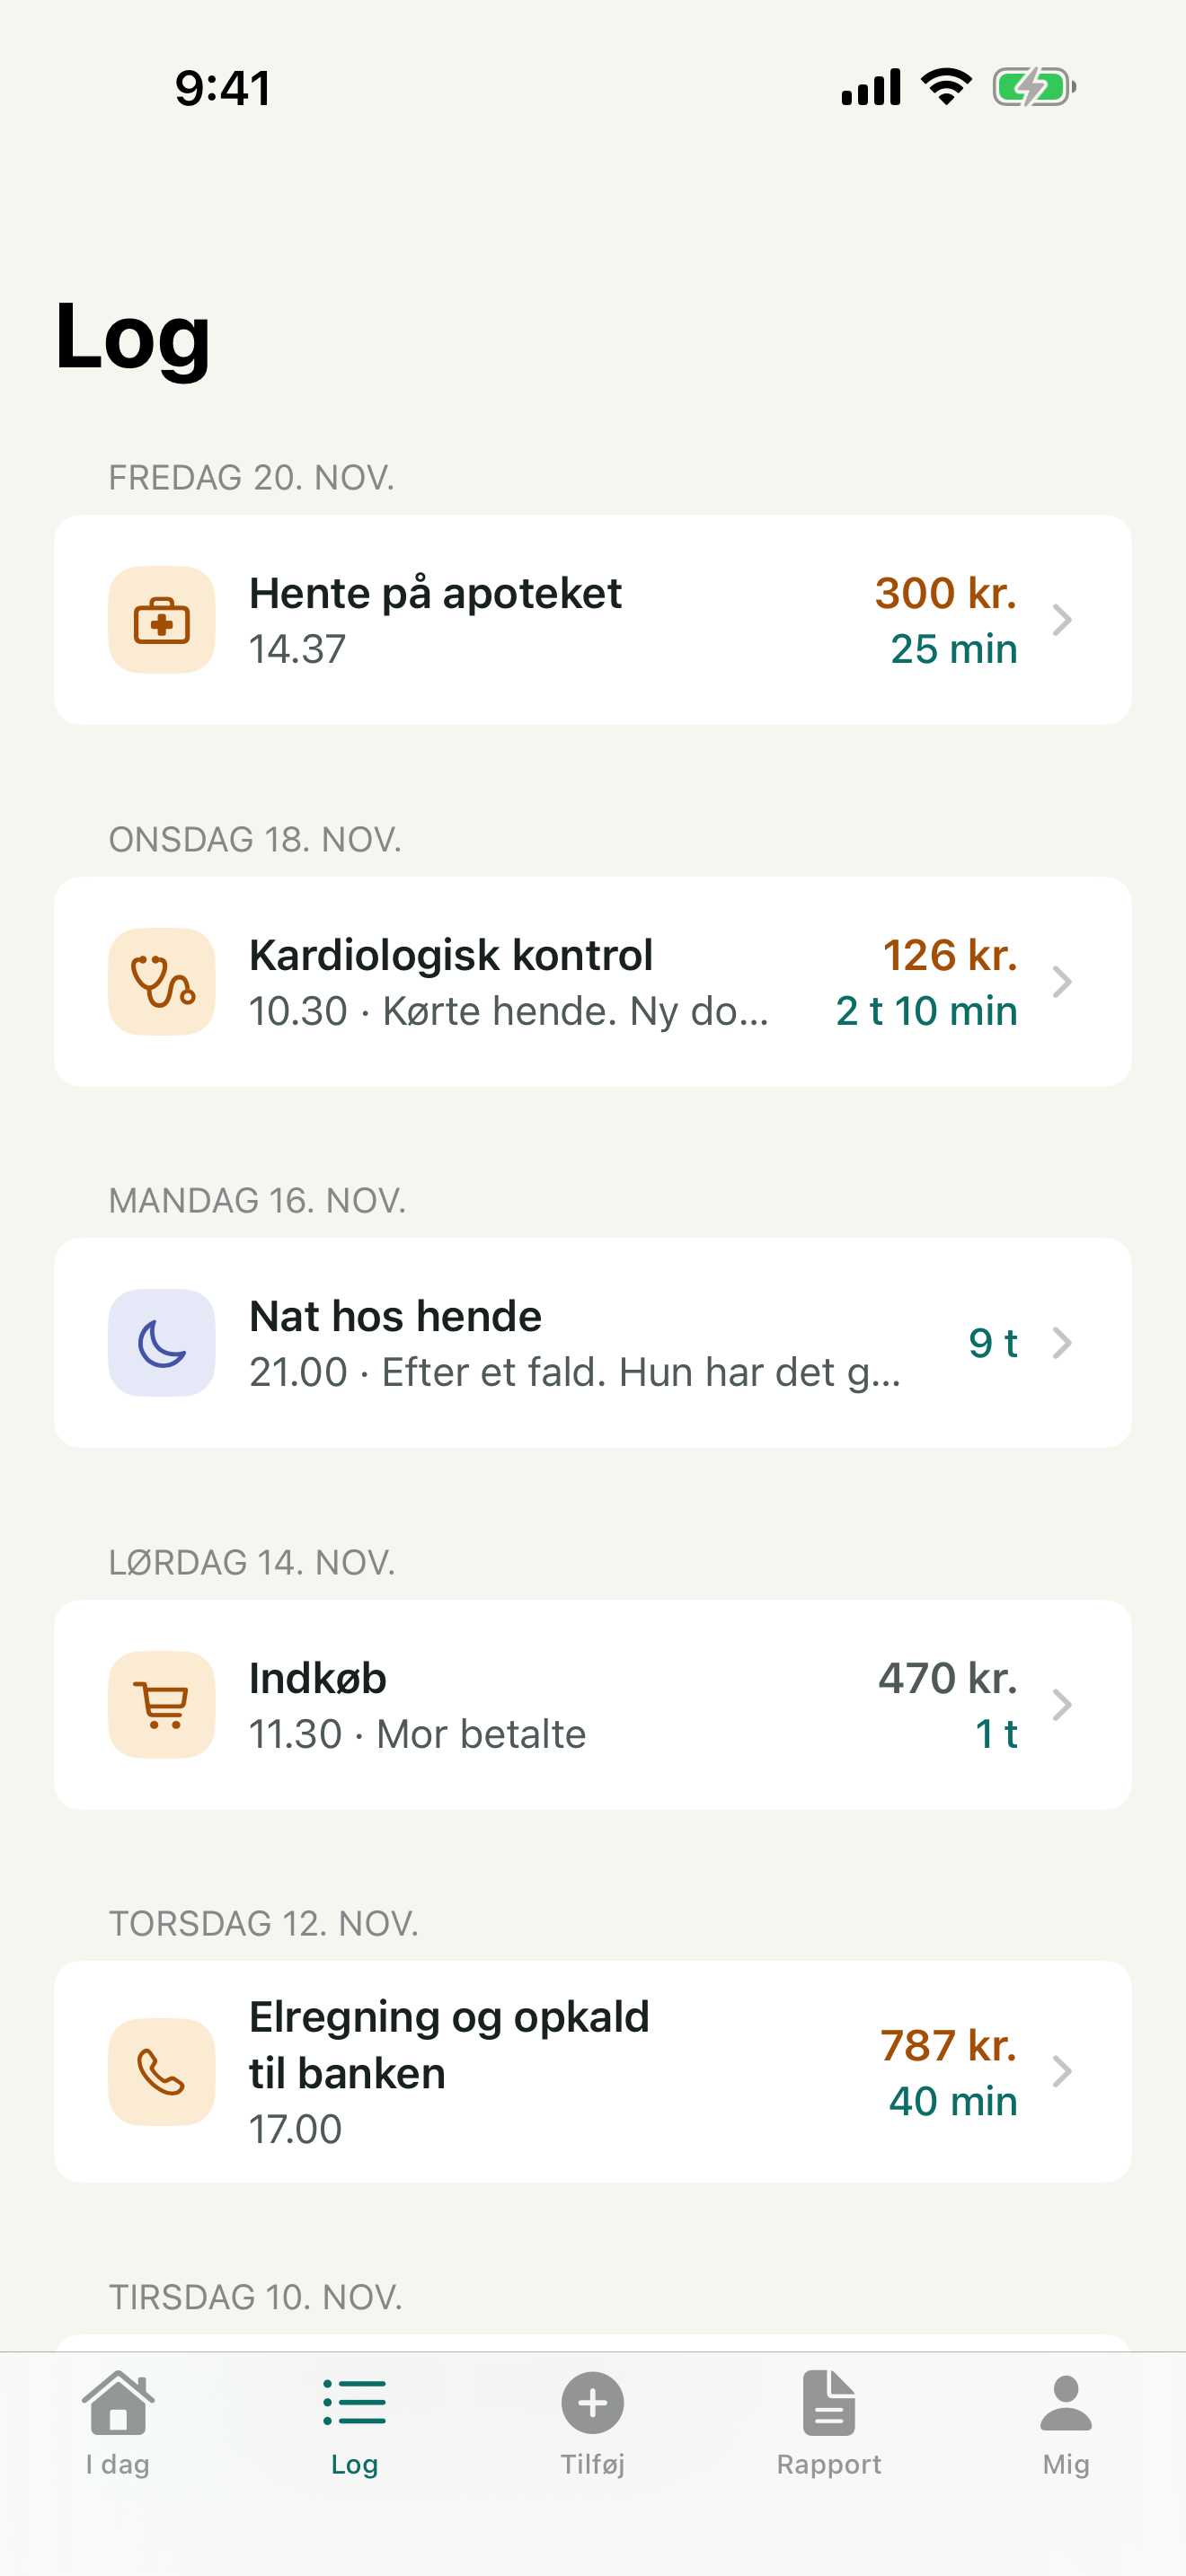 9:41
Log
FREDAG 20. NOV.
Hente på apoteket
300 kr.
14.37
25 min
ONSDAG 18. NOV.
Kardiologisk kontrol
126 kr.
10.30 · Kørte hende. Ny do...
2 t 10 min
MANDAG 16. NOV.
Nat hos hende
21.00 · Efter et fald. Hun har det g...
9 t
LØRDAG 14. NOV.
Indkøb
470 kr.
11.30 · Mor betalte
1 t
TORSDAG 12. NOV.
Elregning og opkald
til banken
787 kr.
17.00
40 min
TIRSDAG 10. NOV.
I dag
Log
Tilføj
Rapport
Mig